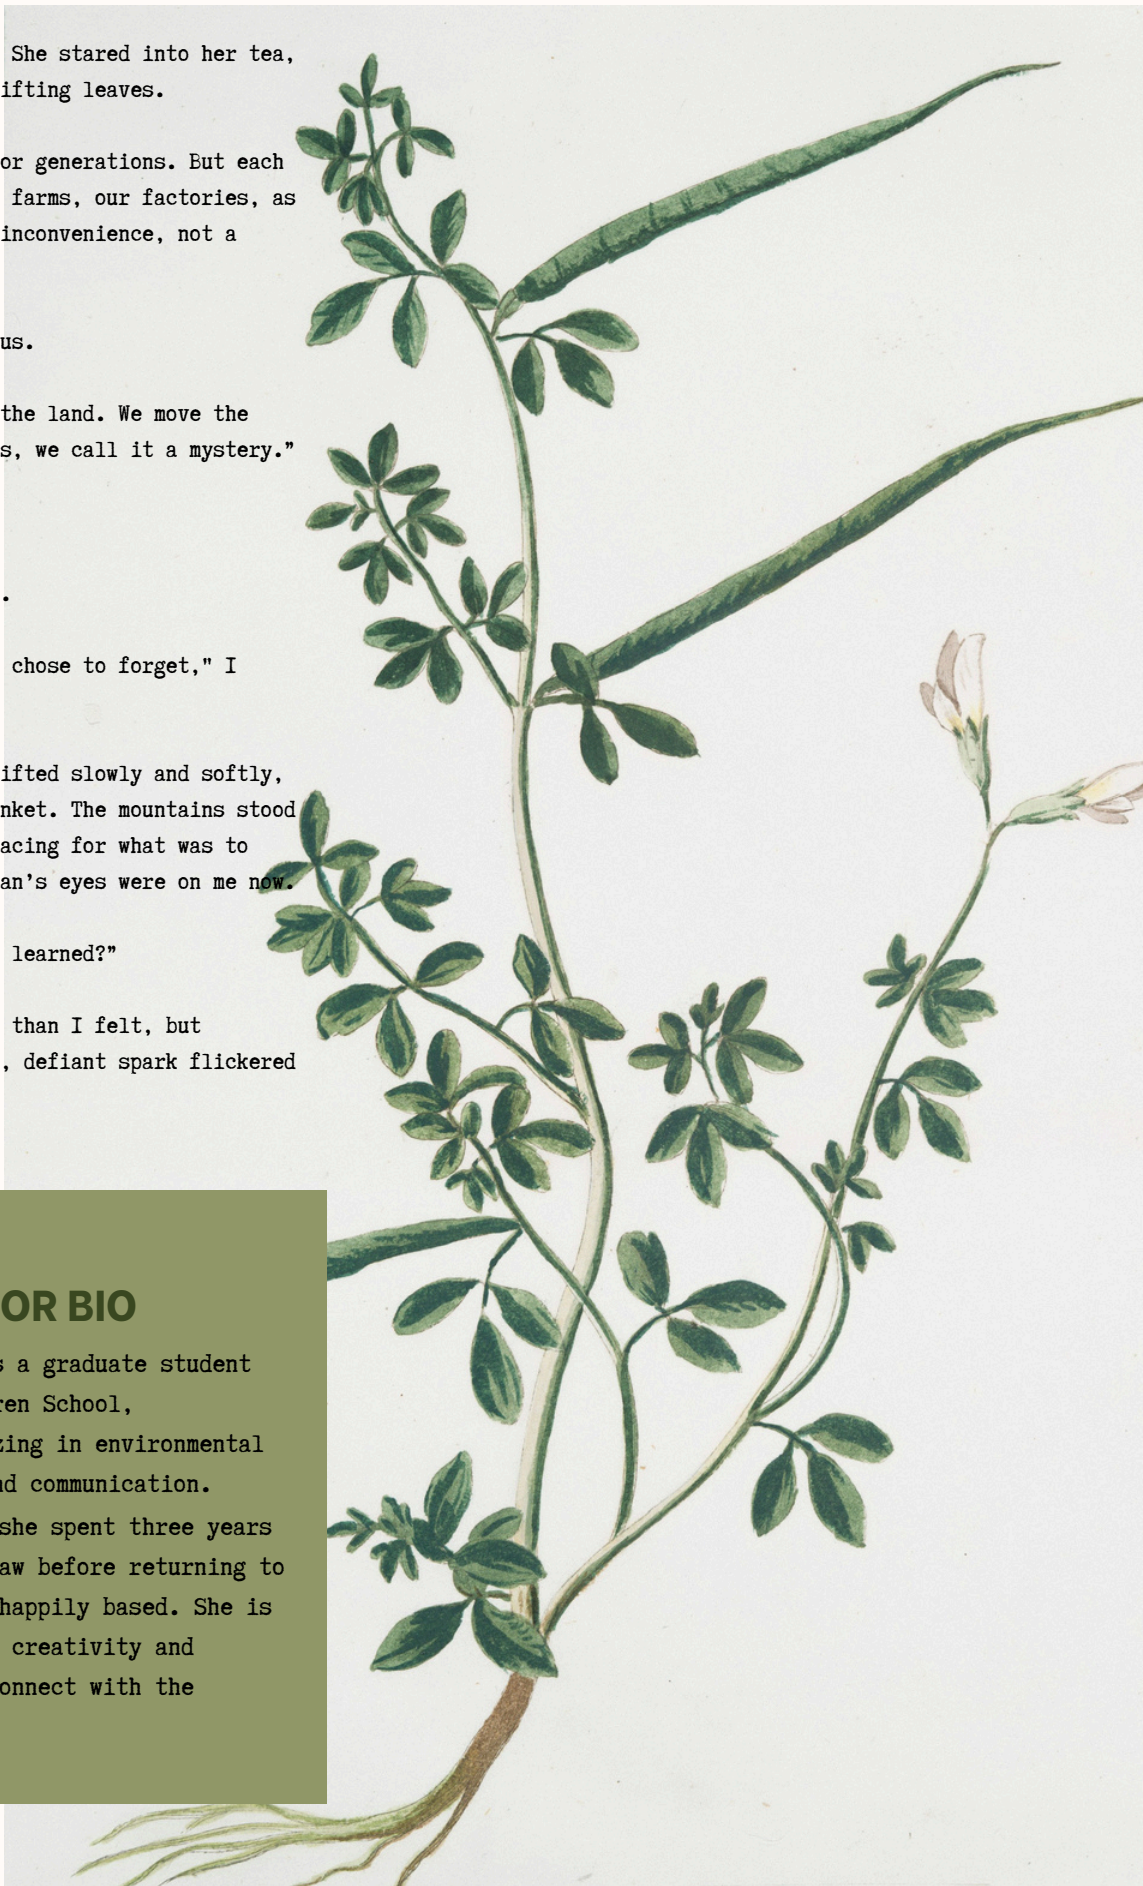 She stared into her tea,
ifting leaves.
or generations. But each
farms, our factories, as
inconvenience, not a
us.
the land. We move the
s, we call it a mystery.”
.
chose to forget," I
ifted slowly and softly,
nket. The mountains stood
acing for what was to
an’s eyes were on me now.
learned?”
than I felt, but
, defiant spark flickered
OR BIO
s a graduate student
ren School,
zing in environmental
nd communication.
she spent three years
aw before returning to
happily based. She is
creativity and
onnect with the